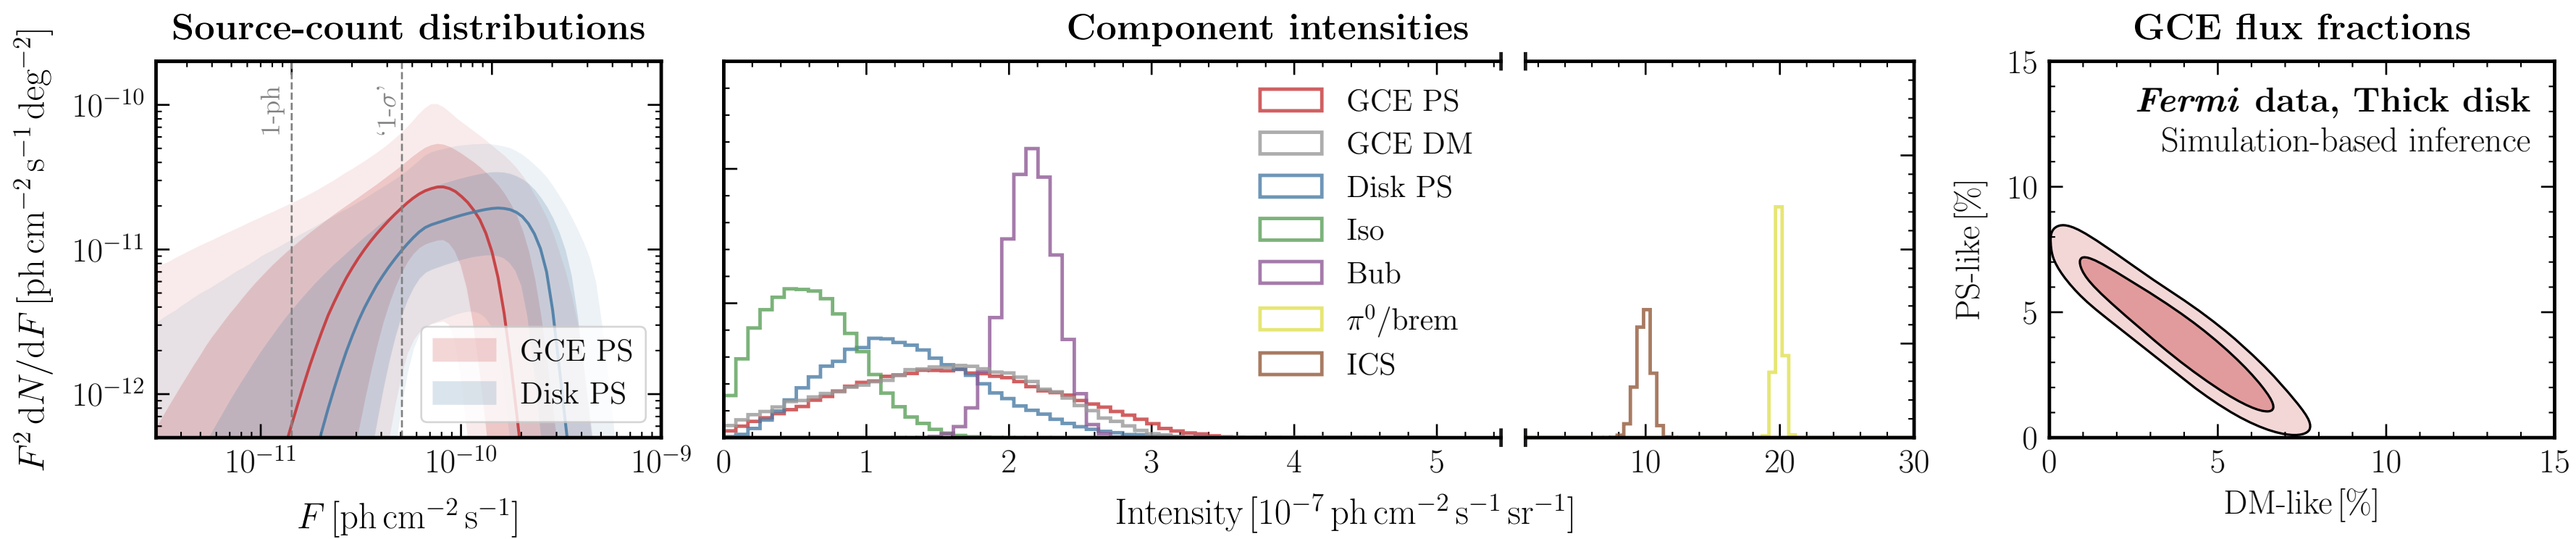 Source-count distributions
F² dN/dF [ph cm⁻² s⁻¹ deg⁻²]
10⁻¹⁰
10⁻¹¹
10⁻¹²
1-ph
‘1-σ’
GCE PS
Disk PS
10⁻¹¹ 10⁻¹⁰ 10⁻⁹
F [ph cm⁻² s⁻¹]
Component intensities
GCE PS
GCE DM
Disk PS
Iso
Bub
π⁰/brem
ICS
0 1 2 3 4 5 10 20 30
Intensity [10⁻⁷ ph cm⁻² s⁻¹ sr⁻¹]
GCE flux fractions
Fermi data, Thick disk
Simulation-based inference
PS-like [%]
15
10
5
0
0 5 10 15
DM-like [%]